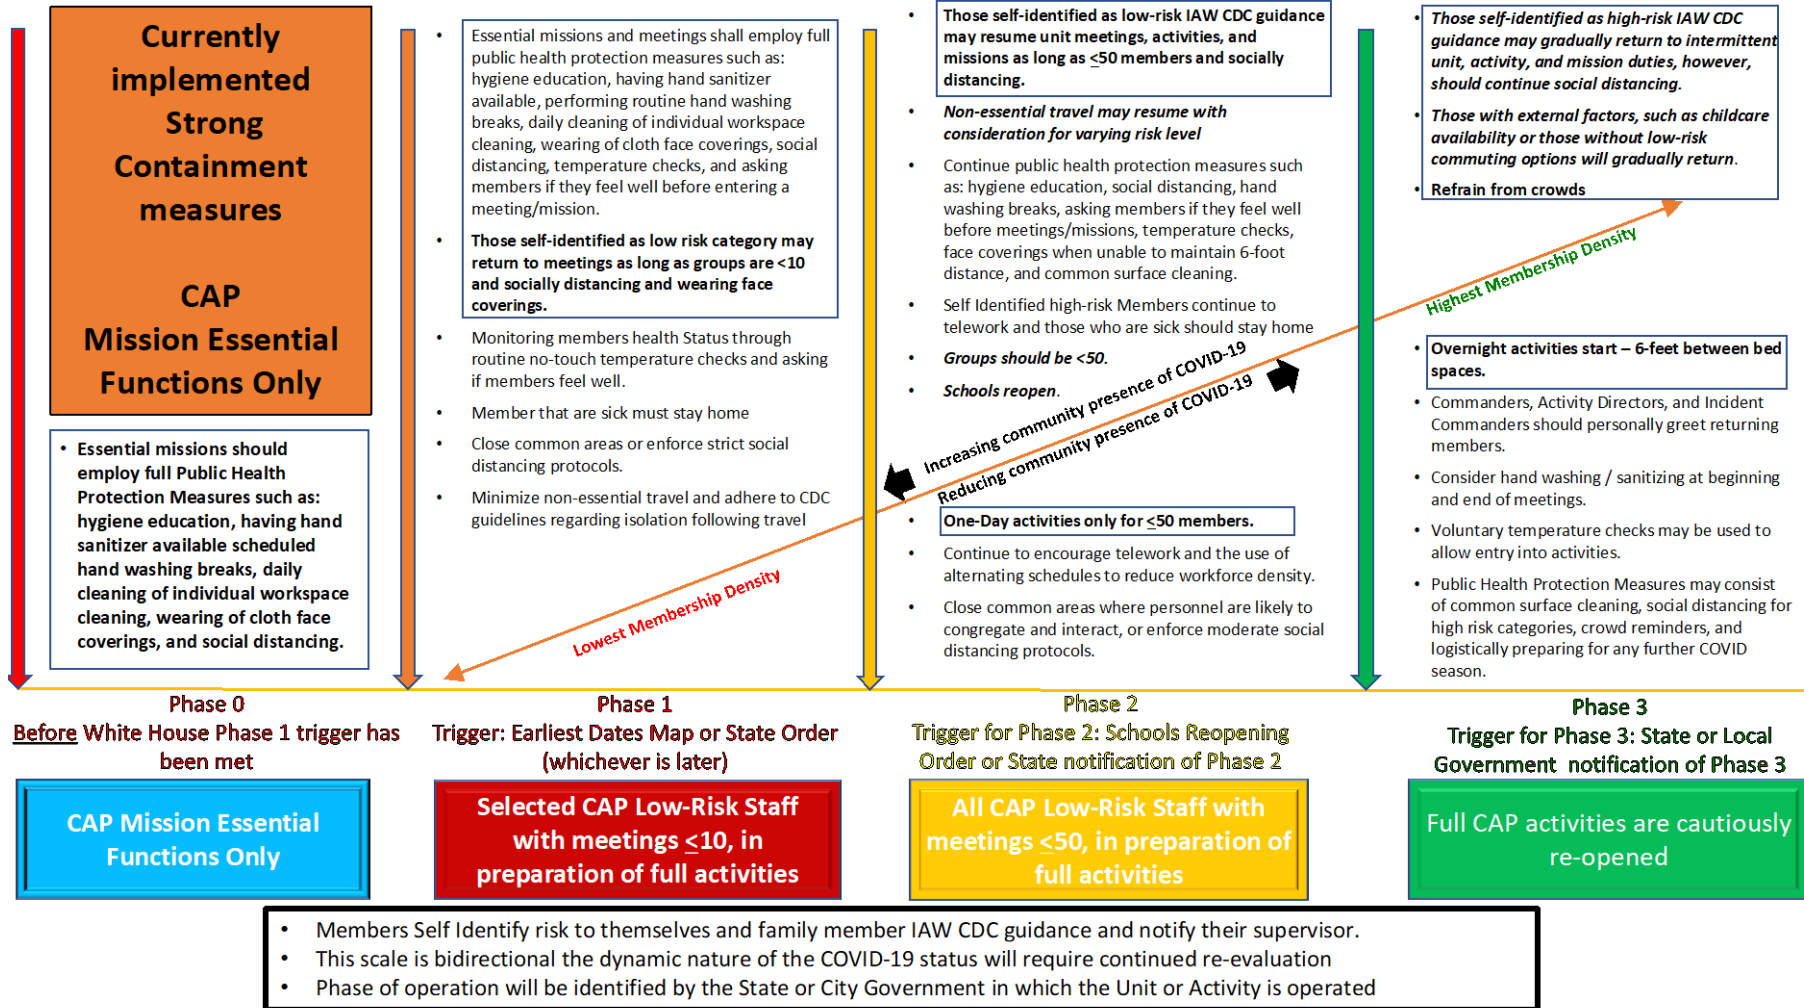 Currently
implemented
Strong
Containment
measures
CAP
Mission Essential
Functions Only
• Essential missions should
employ full Public Health
Protection Measures such as:
hygiene education, having hand
sanitizer available scheduled
hand washing breaks, daily
cleaning of individual workspace
cleaning, wearing of cloth face
coverings, and social distancing.
• Essential missions and meetings shall employ full
public health protection measures such as:
hygiene education, having hand sanitizer
available, performing routine hand washing
breaks, daily cleaning of individual workspace
cleaning, wearing of cloth face coverings, social
distancing, temperature checks, and asking
members if they feel well before entering a
meeting/mission.
• Those self-identified as low risk category may
return to meetings as long as groups are <10
and socially distancing and wearing face
coverings.
• Monitoring members health Status through
routine no-touch temperature checks and asking
if members feel well.
• Member that are sick must stay home
• Close common areas or enforce strict social
distancing protocols.
• Minimize non-essential travel and adhere to CDC
guidelines regarding isolation following travel
• Those self-identified as low-risk IAW CDC guidance
may resume unit meetings, activities, and
missions as long as <50 members and socially
distancing.
• Non-essential travel may resume with
consideration for varying risk level
• Continue public health protection measures such
as: hygiene education, social distancing, hand
washing breaks, asking members if they feel well
before meetings/missions, temperature checks,
face coverings when unable to maintain 6-foot
distance, and common surface cleaning.
• Self Identified high-risk Members continue to
telework and those who are sick should stay home
• Groups should be <50.
• Schools reopen.
• One-Day activities only for <50 members.
• Continue to encourage telework and the use of
alternating schedules to reduce workforce density.
• Close common areas where personnel are likely to
congregate and interact, or enforce moderate social
distancing protocols.
• Those self-identified as high-risk IAW CDC
guidance may gradually return to intermittent
unit, activity, and mission duties, however,
should continue social distancing.
• Those with external factors, such as childcare
availability or those without low-risk
commuting options will gradually return.
• Refrain from crowds
• Overnight activities start – 6-feet between bed
spaces.
• Commanders, Activity Directors, and Incident
Commanders should personally greet returning
members.
• Consider hand washing / sanitizing at beginning
and end of meetings.
• Voluntary temperature checks may be used to
allow entry into activities.
• Public Health Protection Measures may consist
of common surface cleaning, social distancing for
high risk categories, crowd reminders, and
logistically preparing for any further COVID
season.
Lowest Membership Density
Increasing community presence of COVID-19
Reducing community presence of COVID-19
Highest Membership Density
Phase 0
Before White House Phase 1 trigger has
been met
Phase 1
Trigger: Earliest Dates Map or State Order
(whichever is later)
Phase 2
Trigger for Phase 2: Schools Reopening
Order or State notification of Phase 2
Phase 3
Trigger for Phase 3: State or Local
Government notification of Phase 3
CAP Mission Essential
Functions Only
Selected CAP Low-Risk Staff
with meetings <10, in
preparation of full activities
All CAP Low-Risk Staff with
meetings <50, in preparation of
full activities
Full CAP activities are cautiously
re-opened
• Members Self Identify risk to themselves and family member IAW CDC guidance and notify their supervisor.
• This scale is bidirectional the dynamic nature of the COVID-19 status will require continued re-evaluation
• Phase of operation will be identified by the State or City Government in which the Unit or Activity is operated